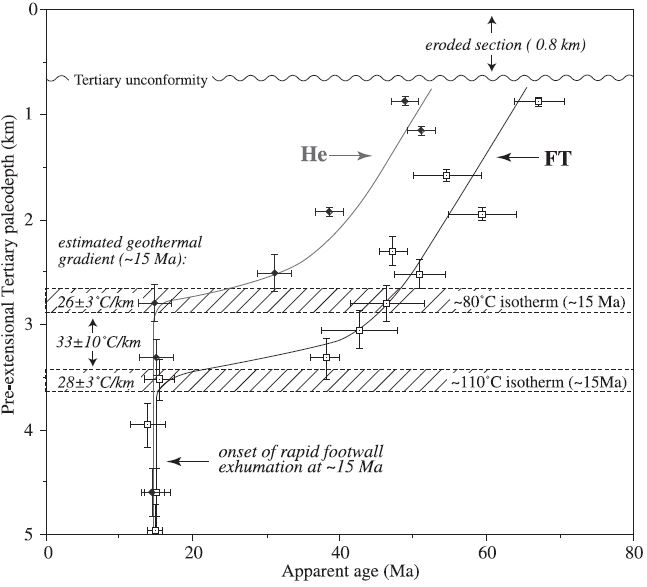 0
eroded section ( 0.8 km)
Tertiary unconformity
1
He
FT
2
estimated geothermal
gradient (~15 Ma):
26±3˚C/km
~80˚C isotherm (~15 Ma)
3
33±10˚C/km
28±3˚C/km
~110˚C isotherm (~15Ma)
4
onset of rapid footwall
exhumation at ~15 Ma
5
0 20 40 60 80
Apparent age (Ma)
Pre-extensional Tertiary paleodepth (km)